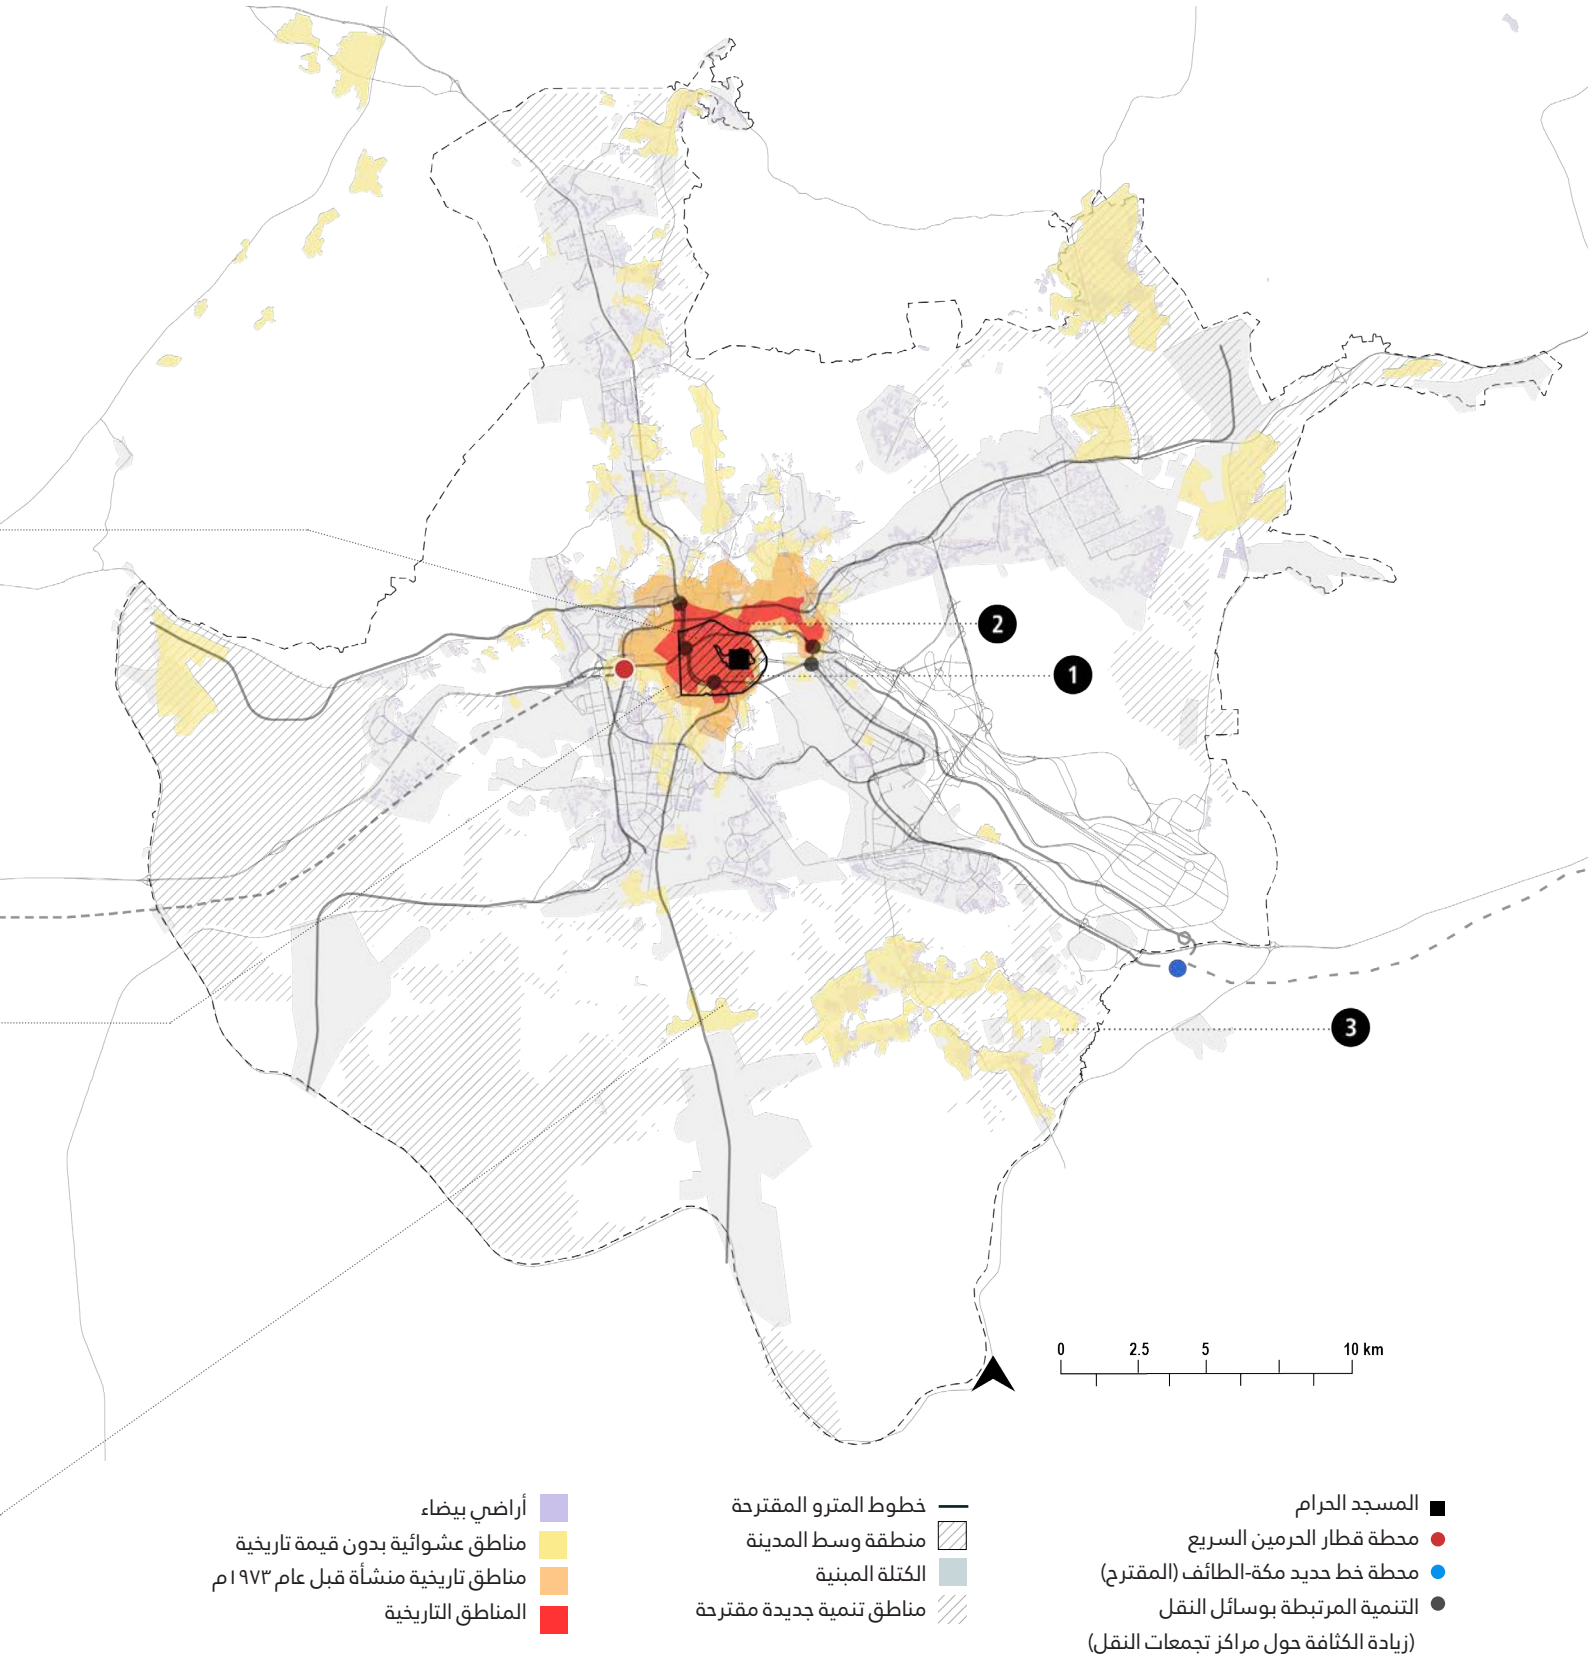 2
1
3
0 2.5 5 10 km
المسجد الحرام
محطة قطار الحرمين السريع
محطة خط حديد مكة-الطائف (المقترح)
التنمية المرتبطة بوسائل النقل
(زيادة الكثافة حول مراكز تجمعات النقل)
خطوط المترو المقترحة
منطقة وسط المدينة
الكتلة المبنية
مناطق تنمية جديدة مقترحة
أراضي بيضاء
مناطق عشوائية بدون قيمة تاريخية
مناطق تاريخية منشأة قبل عام ١٩٧٣م
المناطق التاريخية